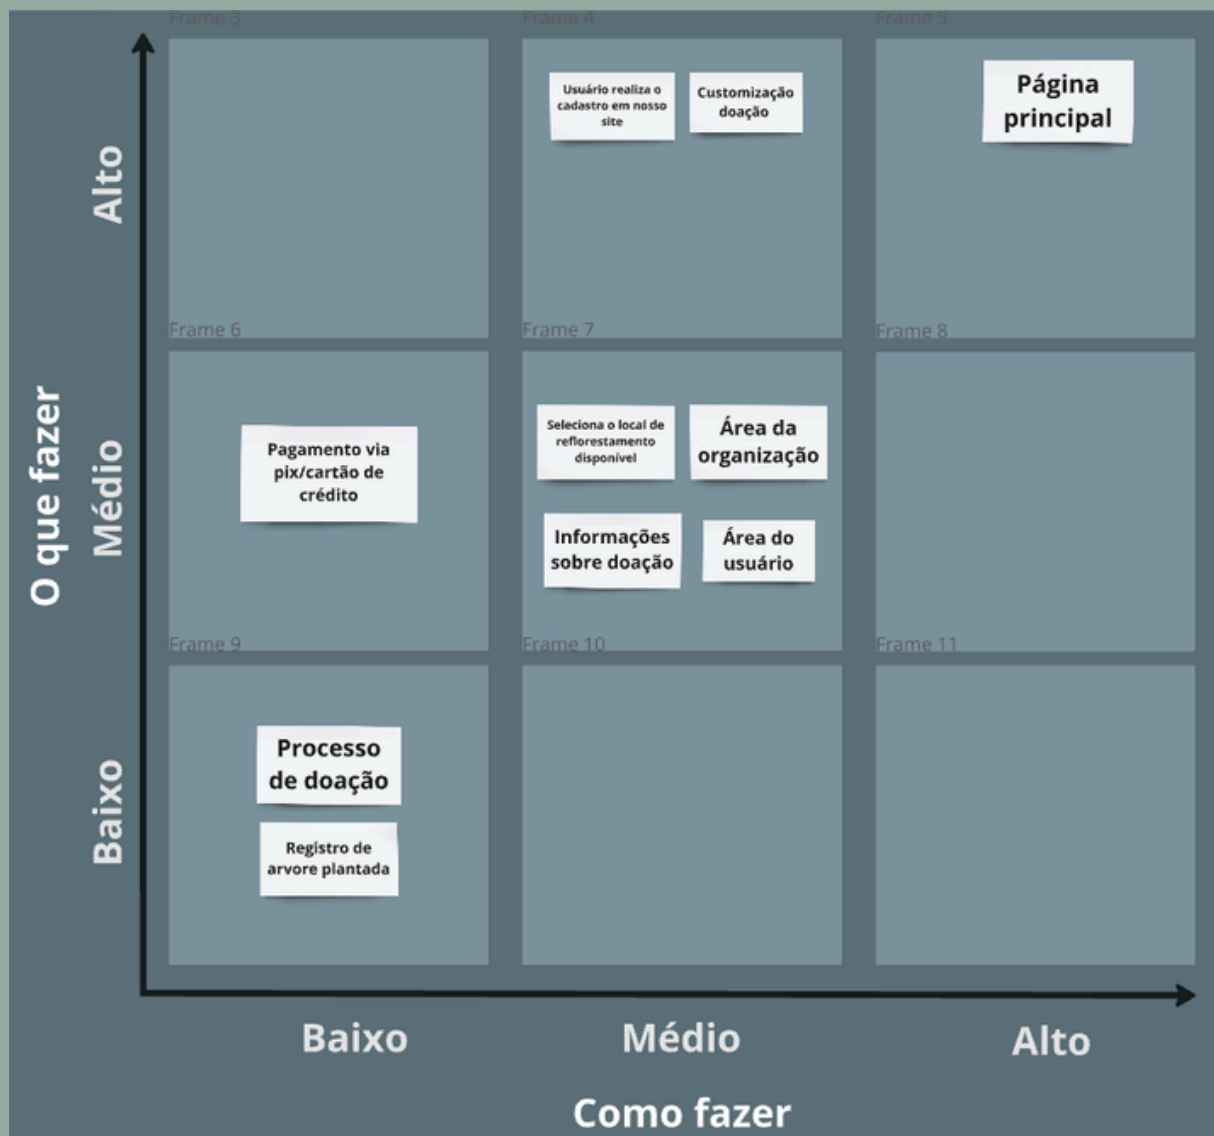 Frame 3
Frame 4
Frame 5
Usuário realiza o
cadastro em nosso
site
Customização
doação
Página
principal
Alto
Frame 6
Frame 7
Frame 8
O que fazer
Médio
Pagamento via
pix/cartão de
crédito
Seleciona o local de
reflorestamento
disponível
Área da
organização
Informações
sobre doação
Área do
usuário
Frame 9
Frame 10
Frame 11
Baixo
Processo
de doação
Registro de
arvore plantada
Baixo
Médio
Alto
Como fazer